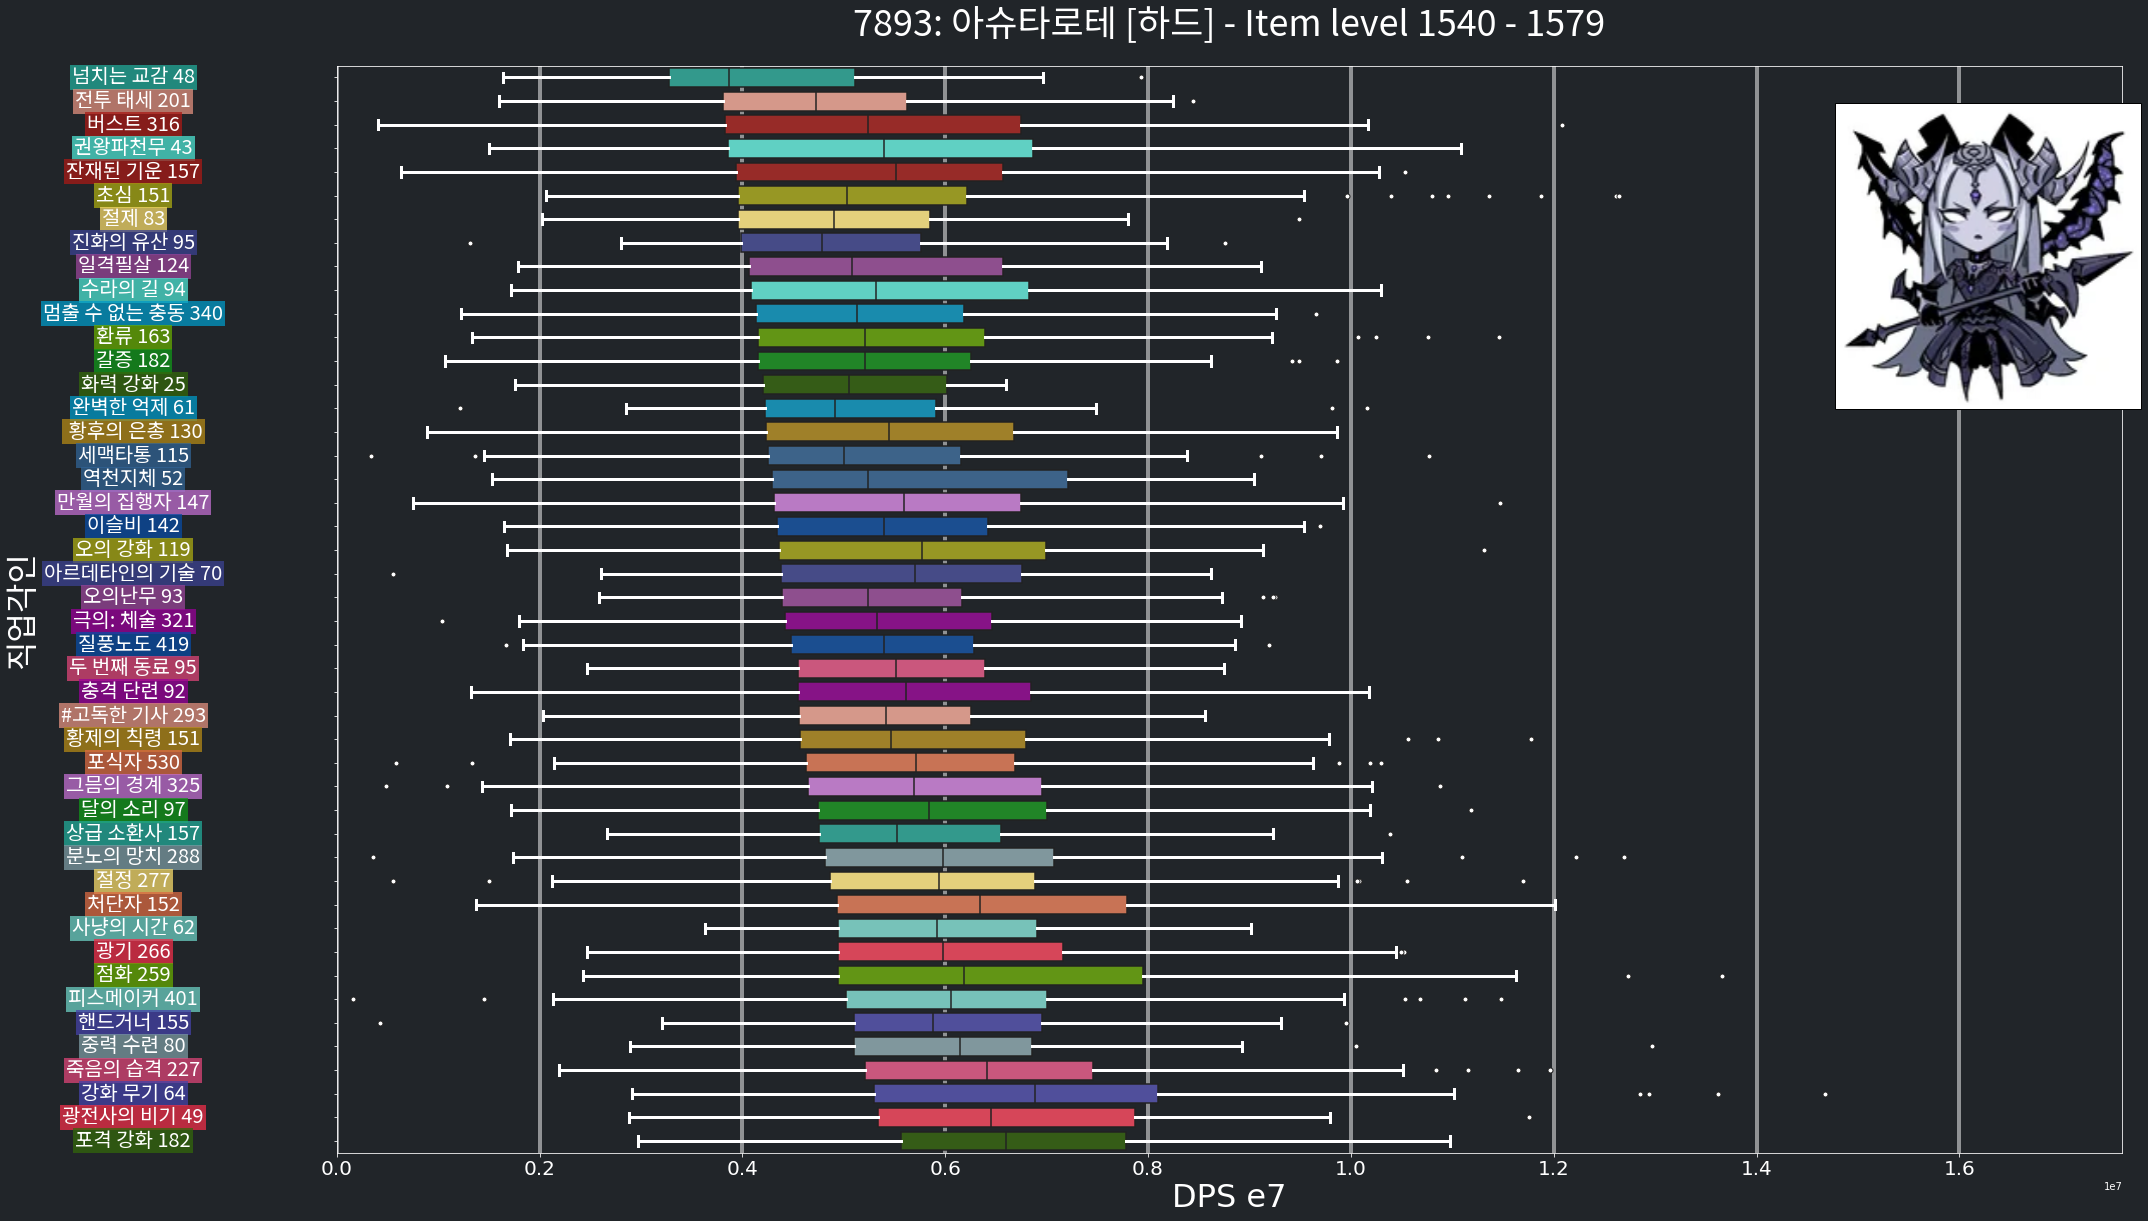 7893: 아슈타로테 [하드] - Item level 1540 - 1579
넘치는 교감 48
전투 태세 201
버스트 316
권왕파천무 43
잔재된 기운 157
초심 151
절제 83
진화의 유산 95
일격필살 124
수라의 길 94
멈출 수 없는 충동 340
환류 163
갈증 182
화력 강화 25
완벽한 억제 61
황후의 은총 130
세맥타통 115
역천지체 52
만월의 집행자 147
이슬비 142
오의 강화 119
아르데타인의 기술 70
오의난무 93
극의: 체술 321
질풍노도 419
두 번째 동료 95
충격 단련 92
#고독한 기사 293
황제의 칙령 151
포식자 530
그믐의 경계 325
달의 소리 97
상급 소환사 157
분노의 망치 288
절정 277
처단자 152
사냥의 시간 62
광기 266
점화 259
피스메이커 401
핸드거너 155
중력 수련 80
죽음의 습격 227
강화 무기 64
광전사의 비기 49
포격 강화 182
직업각인
0.0 0.2 0.4 0.6 0.8 1.0 1.2 1.4 1.6
DPS e7
1e7